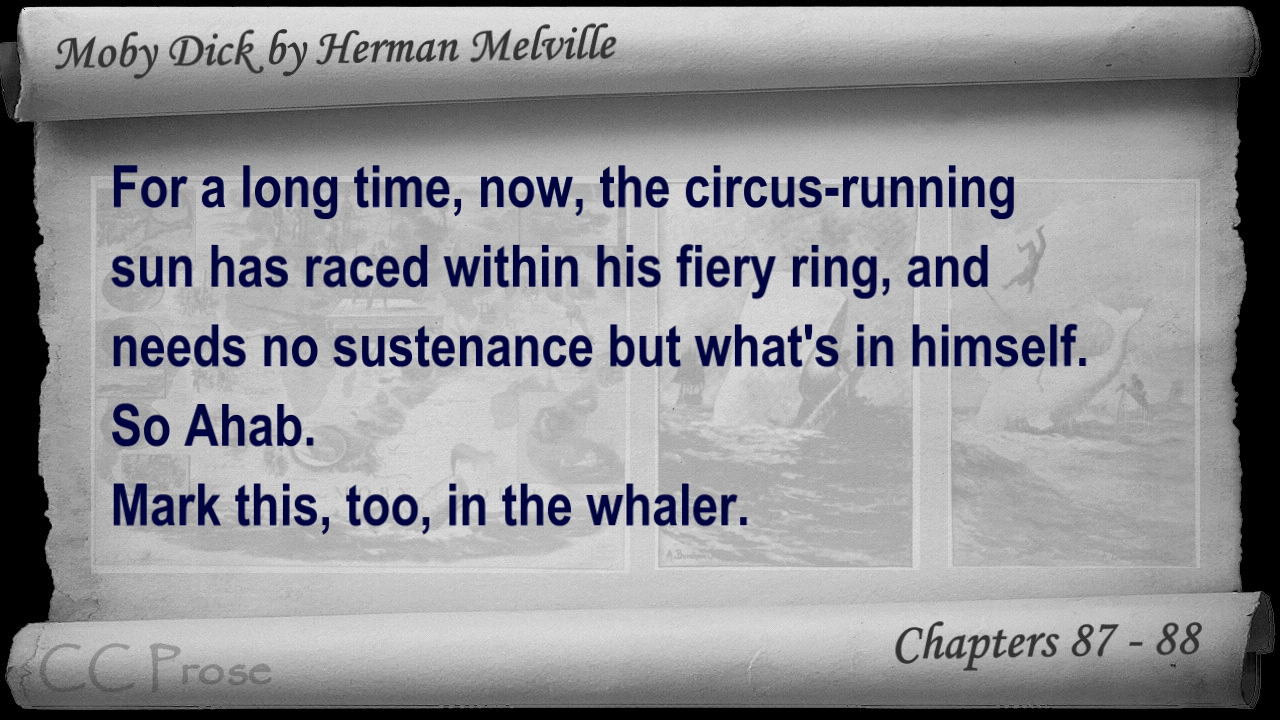 Moby Dick by Herman Melville
For a long time, now, the circus-running
sun has raced within his fiery ring, and
needs no sustenance but what's in himself.
So Ahab.
Mark this, too, in the whaler.
Chapters 87 - 88
CC Prose